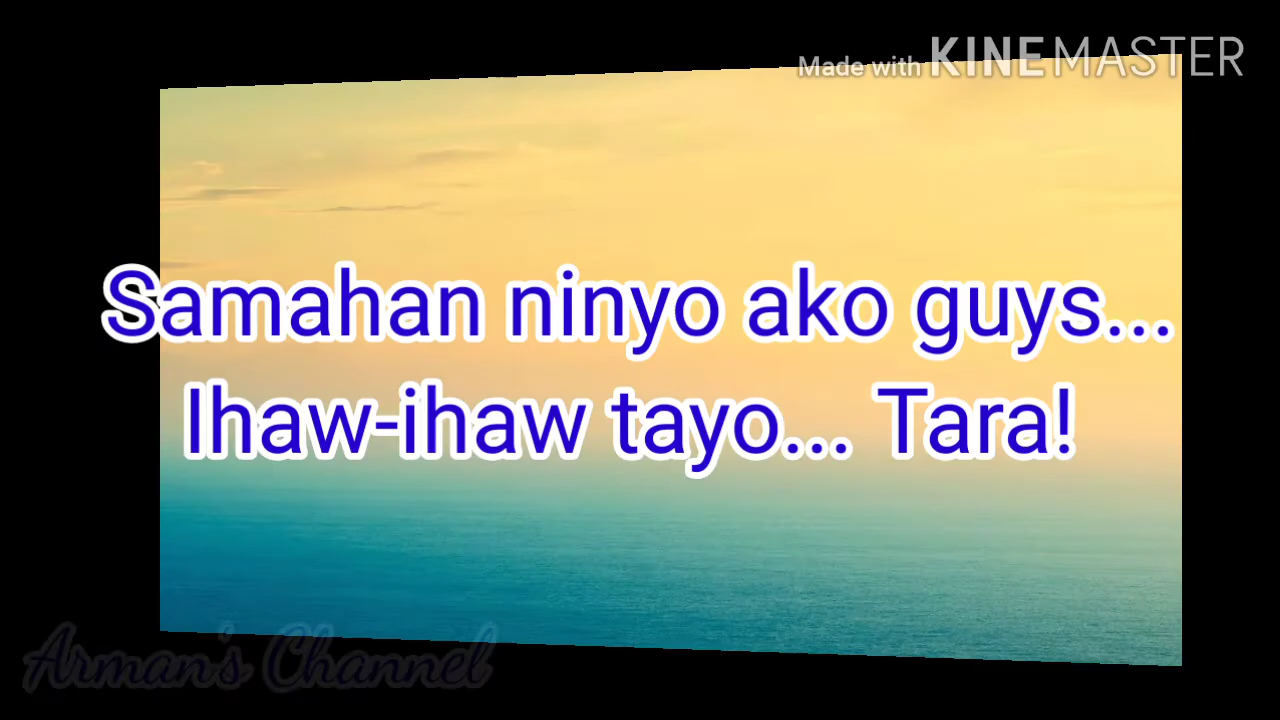 Made with KINEMASTER
Samahan ninyo ako guys...
Ihaw-ihaw tayo... Tara!
Arman's Channel